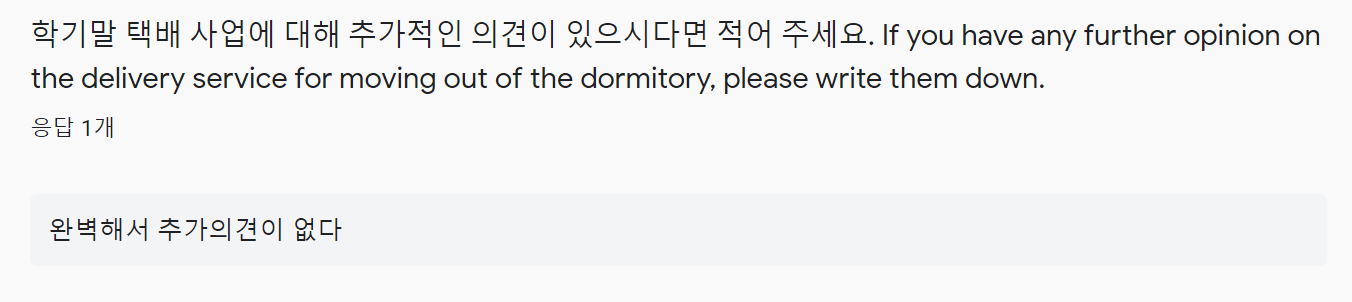 학기말 택배 사업에 대해 추가적인 의견이 있으시다면 적어 주세요. If you have any further opinion on
the delivery service for moving out of the dormitory, please write them down.
응답 1개
완벽해서 추가의견이 없다